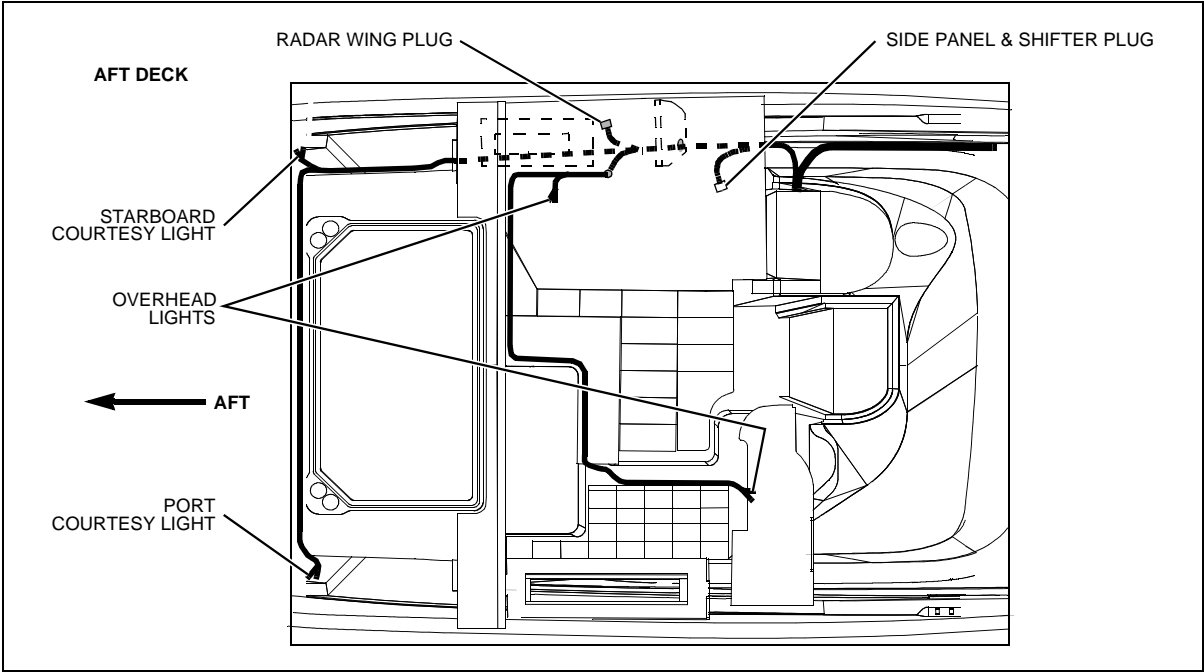 RADAR WING PLUG
SIDE PANEL & SHIFTER PLUG
AFT DECK
STARBOARD
COURTESY LIGHT
OVERHEAD
LIGHTS
AFT
PORT
COURTESY LIGHT